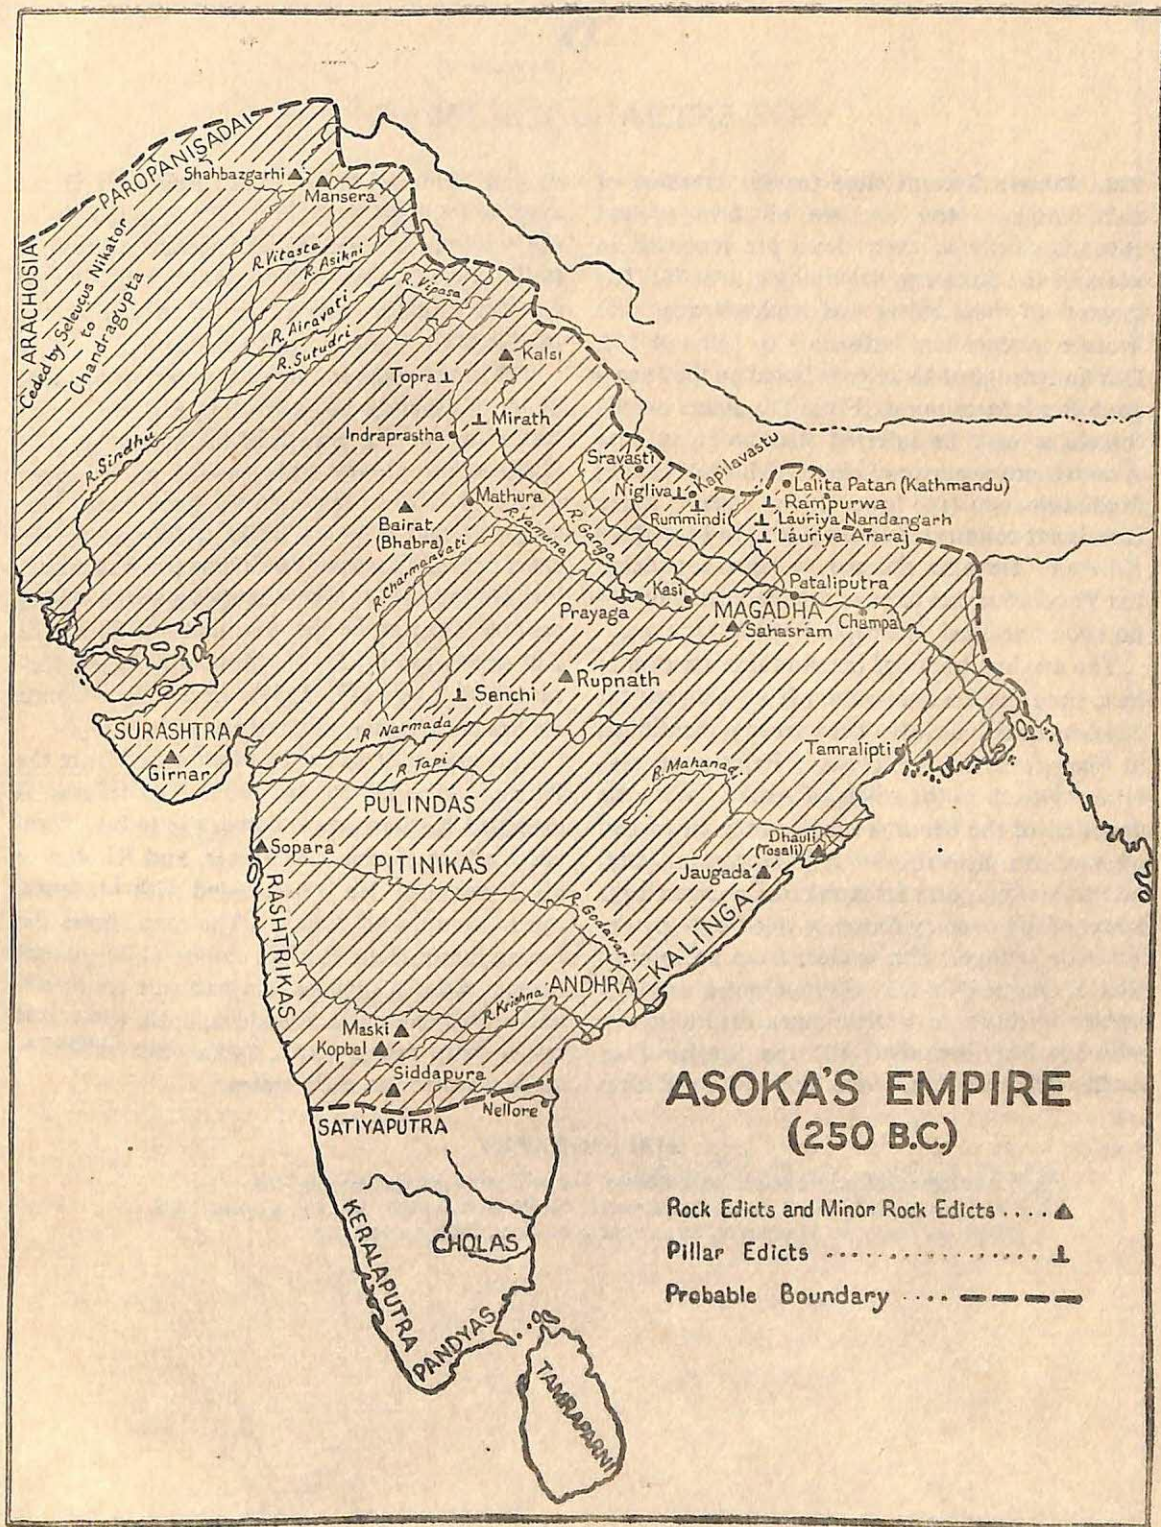 PAROPANISADAI
Shahbazgarhi
Mansera
ARACHOSIA
Ceded by Seleucus Nikator
to
Chandragupta
R. Vitasta
R. Asikni
R. Vipasa
R. Airavati
R. Sutudri
R. Sindhu
Kalsi
Topra
Mirath
Indraprastha
Sravasti
Kapilavastu
Nigliva
Rummindi
Lalita Patan (Kathmandu)
Rampurwa
Lauriya Nandangarh
Lauriya Araraj
Mathura
Bairat
(Bhabra)
R. Yamuna
R. Ganga
R. Charmanvati
Prayaga
Kasi
Pataliputra
MAGADHA
Sahasram
Champa
Rupnath
Sanchi
R. Narmada
SURASHTRA
Girnar
R. Tapi
PULINDAS
Tamralipti
R. Mahanadi
Dhauli
(Tosali)
Jaugada
Sopara
PITINIKAS
RASHTRIKAS
R. Godavari
KALINGA
ANDHRA
R. Krishna
Maski
Kopbal
Siddapura
Nellore
SATIYAPUTRA
KERALAPUTRA
CHOLAS
PANDYAS
TAMRAPARNI
ASOKA'S EMPIRE
(250 B.C.)
Rock Edicts and Minor Rock Edicts ....
Pillar Edicts ....................
Probable Boundary ....